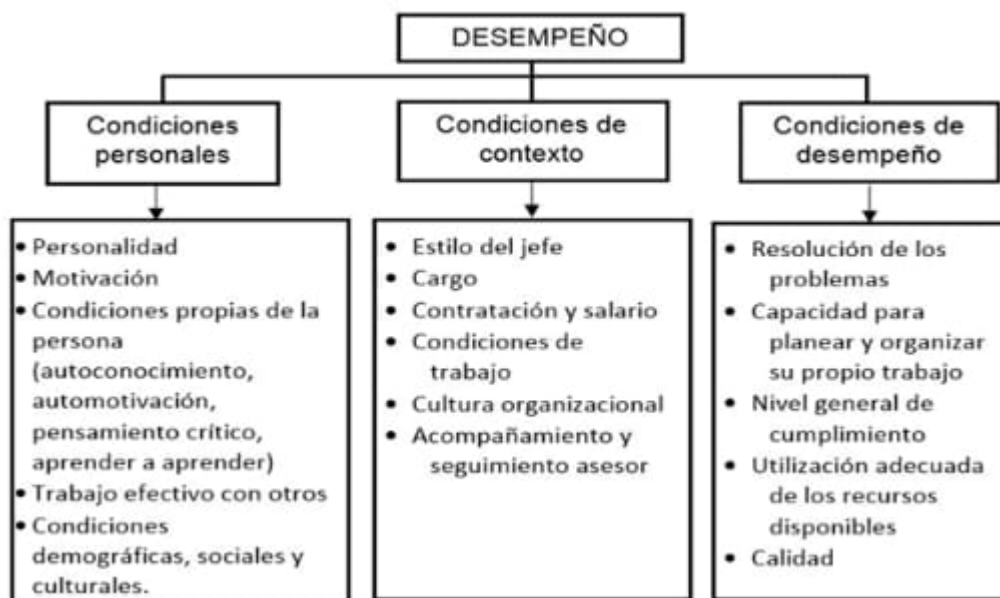 DESEMPEÑO
Condiciones
personales
• Personalidad
• Motivación
• Condiciones propias de la
persona
(autoconocimiento,
automotivación,
pensamiento crítico,
aprender a aprender)
• Trabajo efectivo con otros
• Condiciones
demográficas, sociales y
culturales.
Condiciones de
contexto
• Estilo del jefe
• Cargo
• Contratación y salario
• Condiciones de
trabajo
• Cultura organizacional
• Acompañamiento y
seguimiento asesor
Condiciones de
desempeño
• Resolución de los
problemas
• Capacidad para
planear y organizar
su propio trabajo
• Nivel general de
cumplimiento
• Utilización adecuada
de los recursos
disponibles
• Calidad